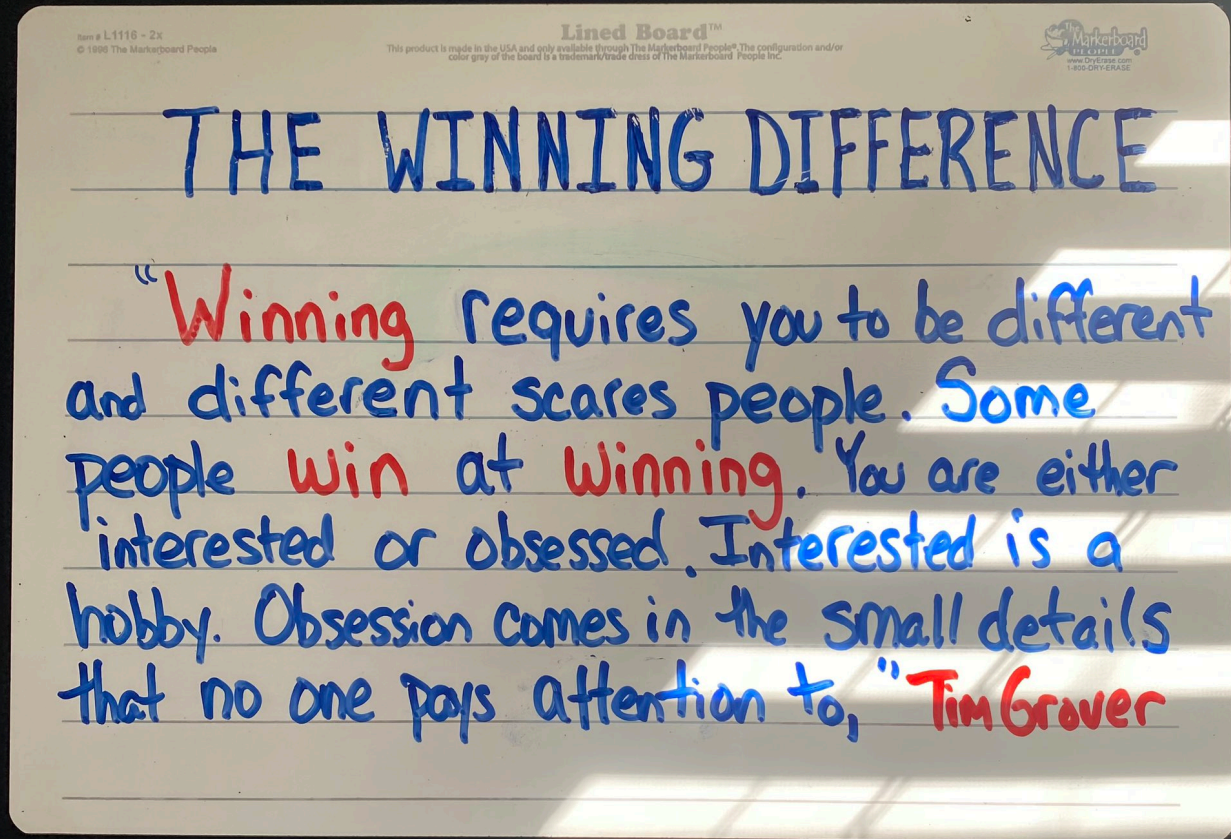 Item # L1116 - 2x
© 1998 The Markerboard People
Lined Board™
This product is made in the USA and only available through The Markerboard People®. The configuration and/or
color gray of the board is a trademark/trade dress of The Markerboard People Inc.
The
Markerboard
PEOPLE
www.DryErase.com
1-800-DRY-ERASE
THE WINNING DIFFERENCE
"Winning requires you to be different
and different scares people. Some
people win at winning. You are either
interested or obsessed. Interested is a
hobby. Obsession comes in the small details
that no one pays attention to," Tim Grover